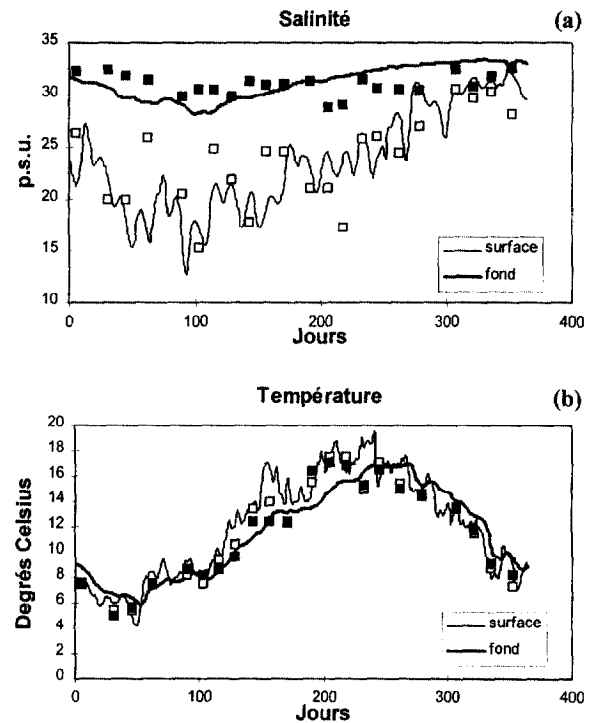 Salinité (a)
35
30
25
20
15
10
p.s.u.
surface
fond
0 100 200 300 400
Jours
Température (b)
20
18
16
14
12
10
8
6
4
2
0
Degrés Celsius
surface
fond
0 100 200 300 400
Jours